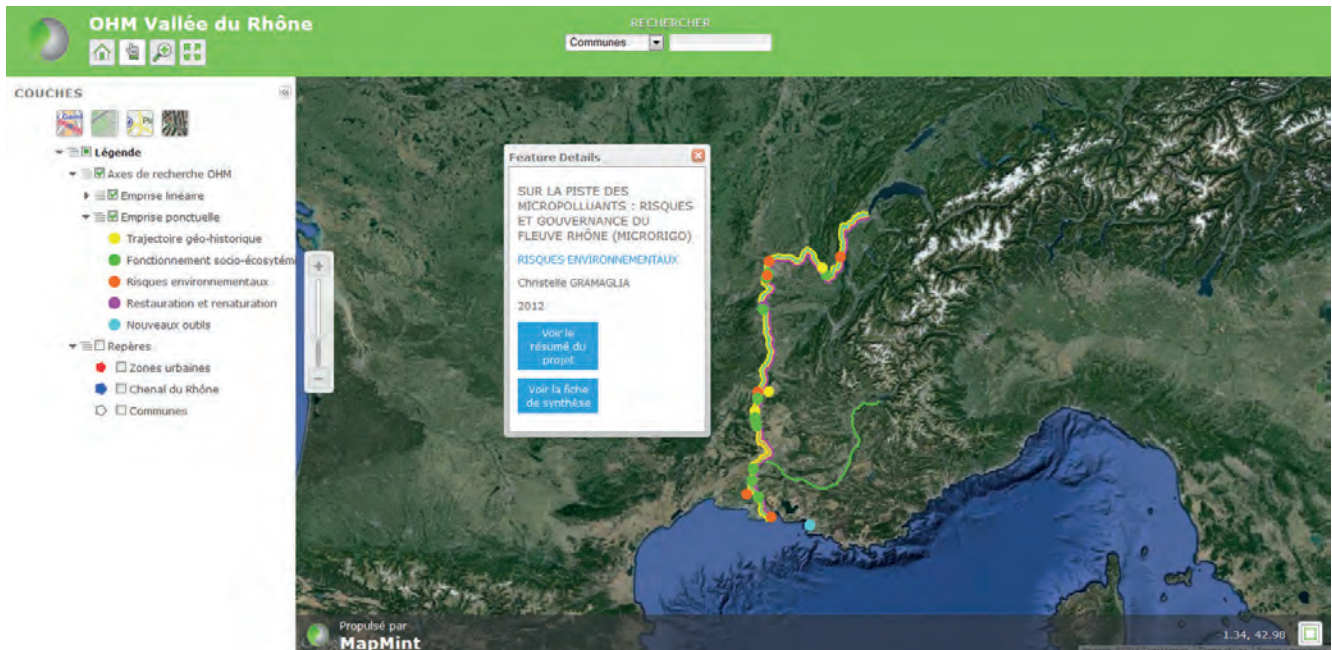 OHM Vallée du Rhône
RECHERCHER
Communes
COUCHES
Légende
Axes de recherche OHM
Emprise linéaire
Emprise ponctuelle
Trajectoire géo-historique
Fonctionnement socio-écosytém
Risques environnementaux
Restauration et renaturation
Nouveaux outils
Repères
Zones urbaines
Chenal du Rhône
Communes
Feature Details
SUR LA PISTE DES
MICROPOLLUANTS : RISQUES
ET GOUVERNANCE DU
FLEUVE RHÔNE (MICRORIGO)
RISQUES ENVIRONNEMENTAUX
Christelle GRAMAGLIA
2012
Voir le
résumé du
projet
Voir la fiche
de synthèse
Propulsé par
MapMint
1.34, 42.98